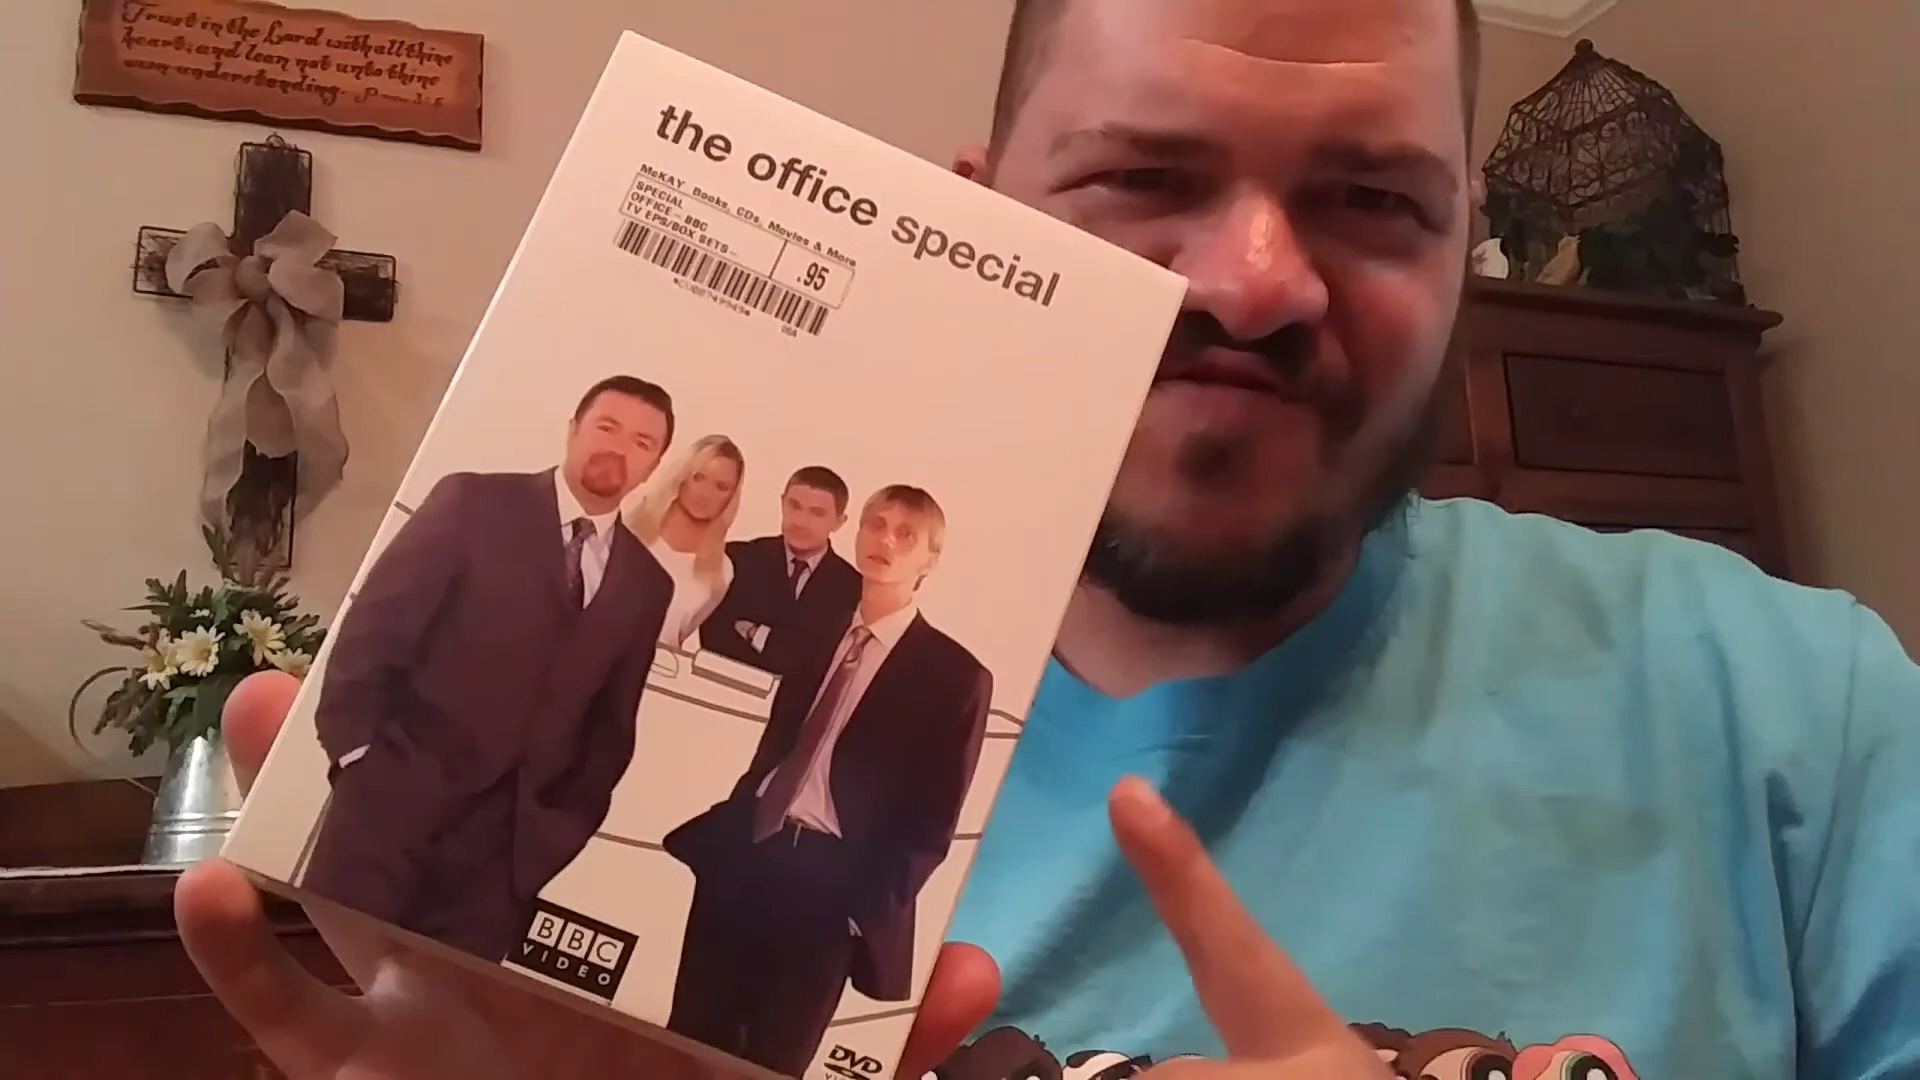 Trust in the Lord with all thine
heart, and lean not unto thine
own understanding.
the office special
McKAY Books, CDs, Movies & More
SPECIAL
OFFICE - BBC
TV EPS/BOX SETS -
.95
USA
BBC
VIDEO
DVD